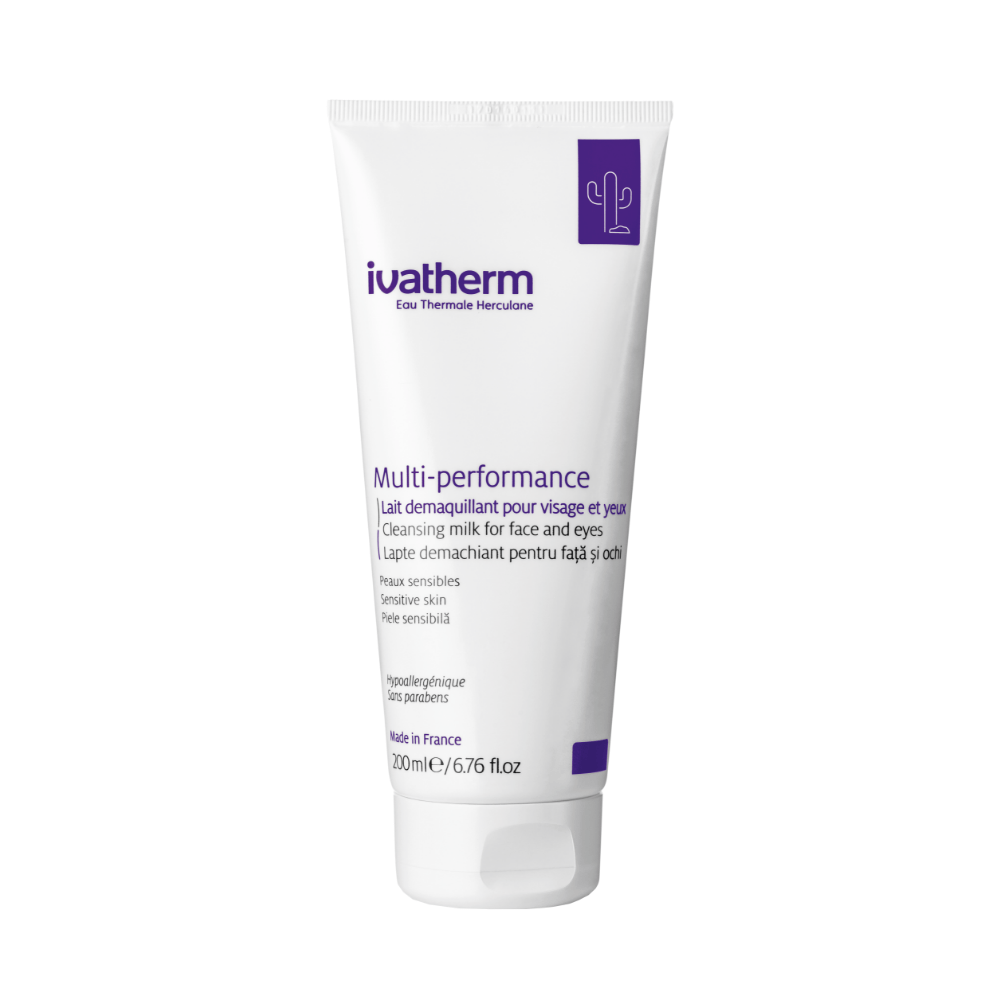 ivatherm
Eau Thermale Herculane
Multi-performance
Lait demaquillant pour visage et yeux
Cleansing milk for face and eyes
Lapte demachiant pentru față și ochi
Peaux sensibles
Sensitive skin
Piele sensibilă
Hypoallergénique
Sans parabens
Made in France
200ml℮/6.76 fl.oz